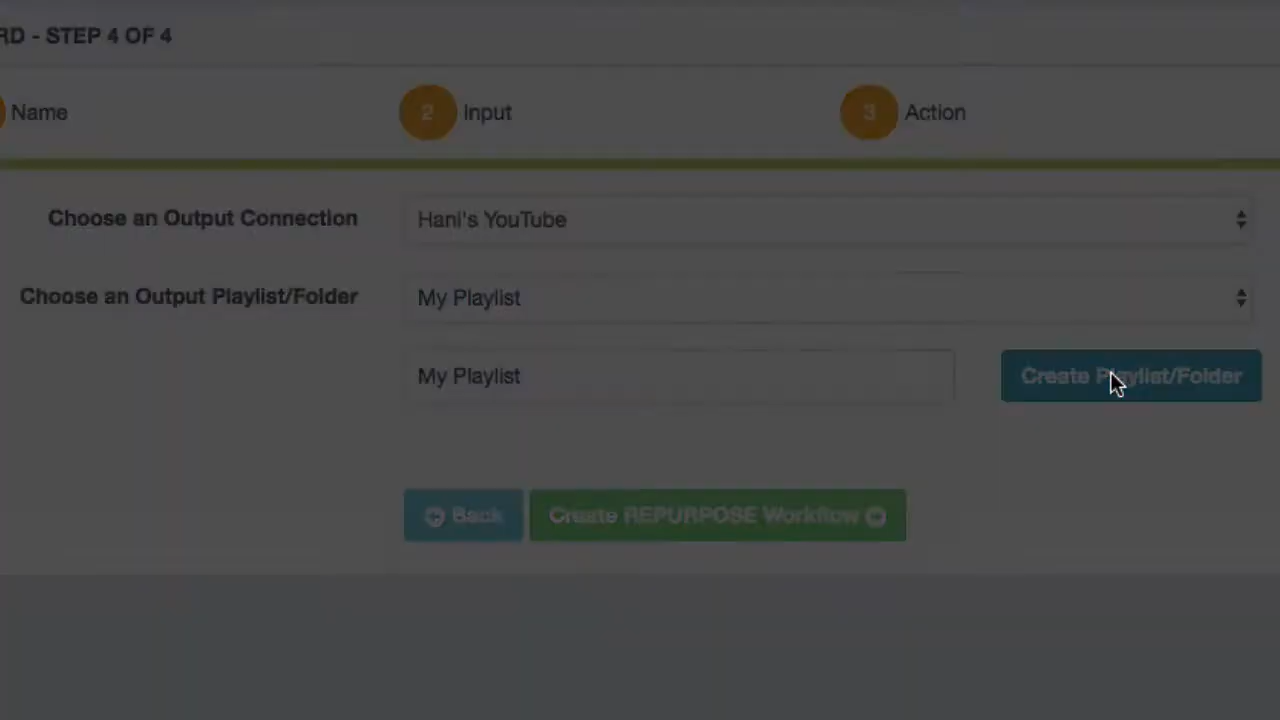 RD - STEP 4 OF 4
Name
2 Input
3 Action
Choose an Output Connection
Hani's YouTube
Choose an Output Playlist/Folder
My Playlist
My Playlist
Create Playlist/Folder
Back
Create REPURPOSE Workflow